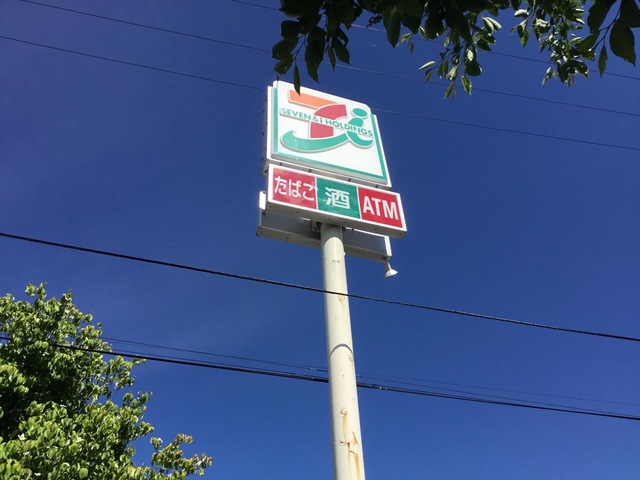 SEVEN & i HOLDINGS
たばこ 酒 ATM